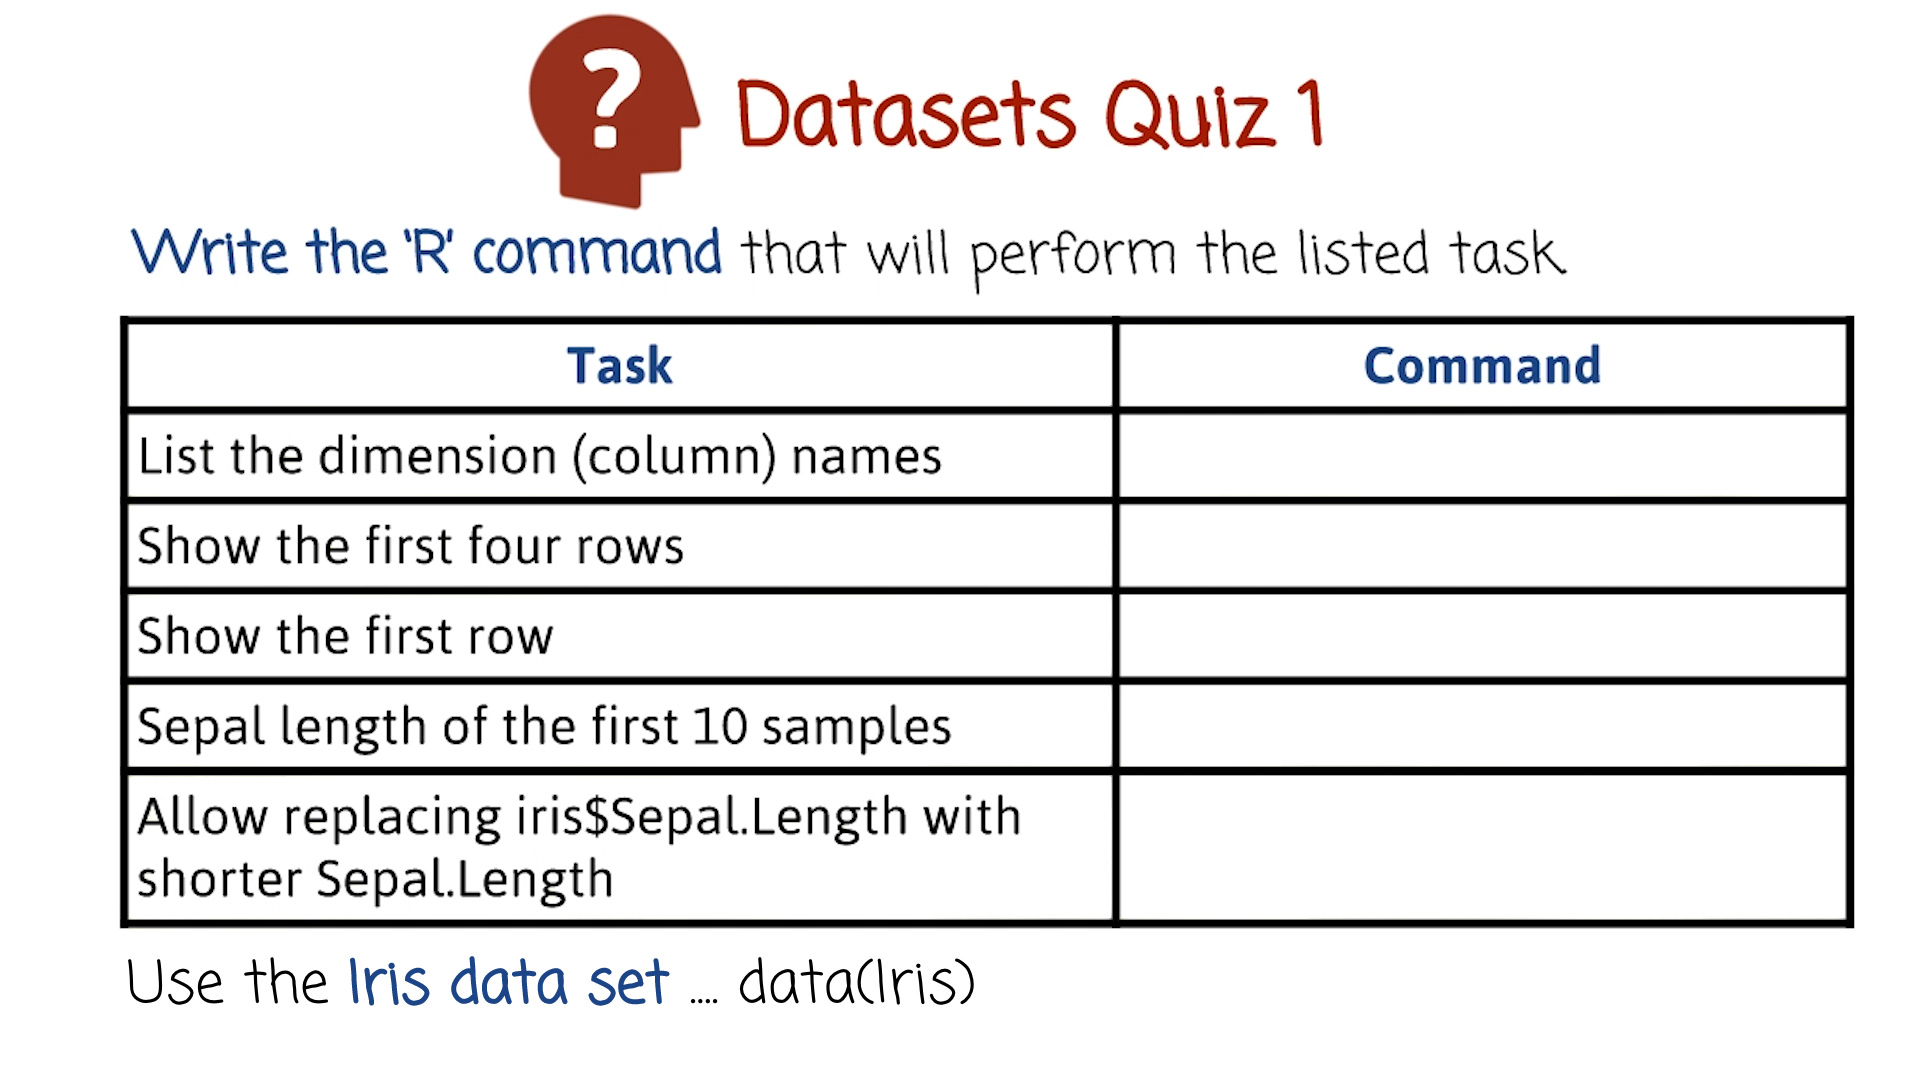 ?
Datasets Quiz 1
Write the 'R' command that will perform the listed task
Task
Command
List the dimension (column) names
Show the first four rows
Show the first row
Sepal length of the first 10 samples
Allow replacing iris$Sepal.Length with
shorter Sepal.Length
Use the Iris data set .... data(Iris)